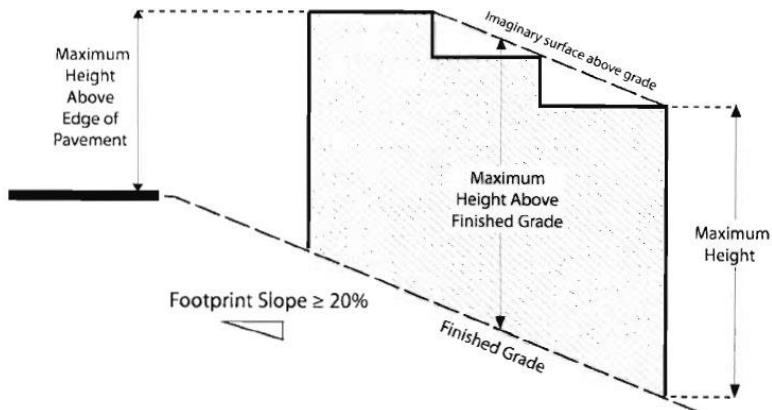 Imaginary surface above grade
Maximum
Height
Above
Edge of
Pavement
Maximum
Height Above
Finished Grade
Maximum
Height
Footprint Slope ≥ 20%
Finished Grade